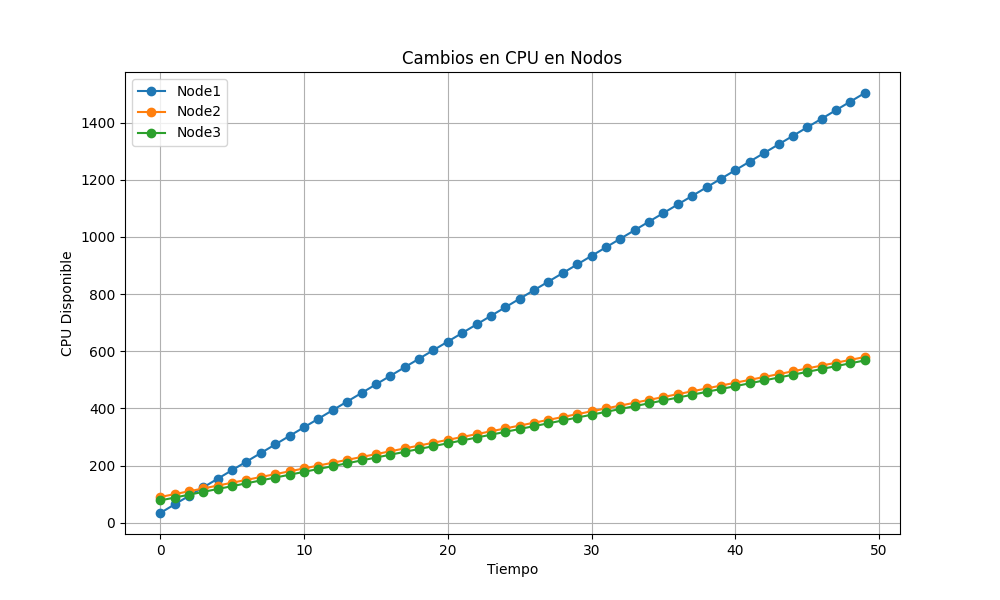 Cambios en CPU en Nodos
Node1
Node2
Node3
CPU Disponible
1400
1200
1000
800
600
400
200
0
0 10 20 30 40 50
Tiempo